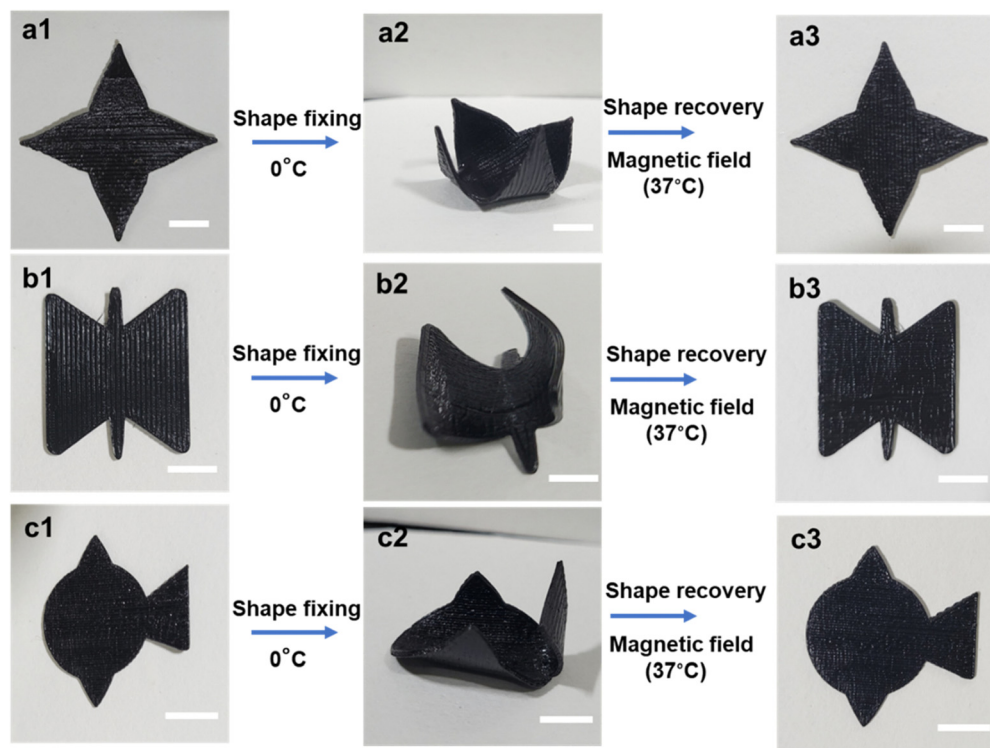 a1
Shape fixing
0°C
a2
Shape recovery
Magnetic field
(37°C)
a3
b1
Shape fixing
0°C
b2
Shape recovery
Magnetic field
(37°C)
b3
c1
Shape fixing
0°C
c2
Shape recovery
Magnetic field
(37°C)
c3